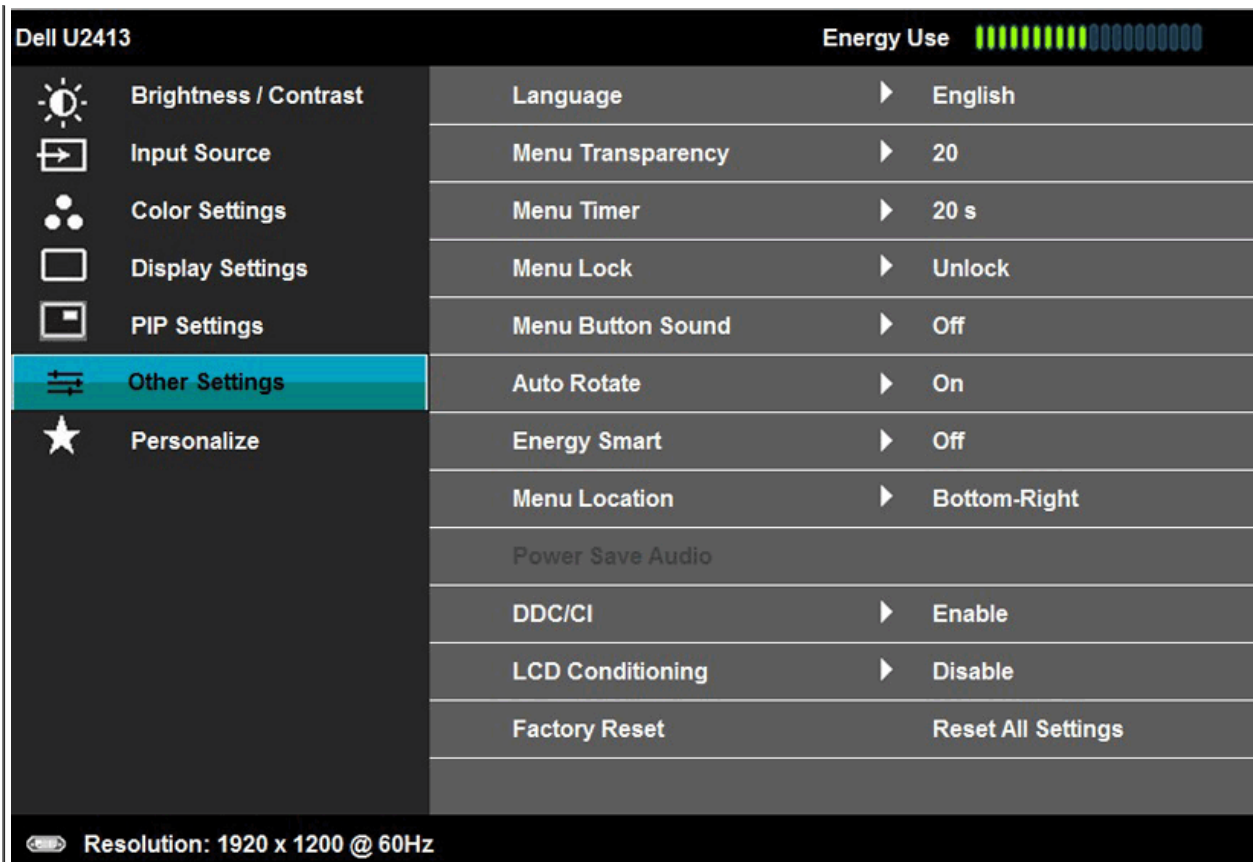 Dell U2413 Energy Use
Brightness / Contrast Language English
Input Source Menu Transparency 20
Color Settings Menu Timer 20 s
Display Settings Menu Lock Unlock
PIP Settings Menu Button Sound Off
Other Settings Auto Rotate On
Personalize Energy Smart Off
Menu Location Bottom-Right
Power Save Audio
DDC/CI Enable
LCD Conditioning Disable
Factory Reset Reset All Settings
Resolution: 1920 x 1200 @ 60Hz